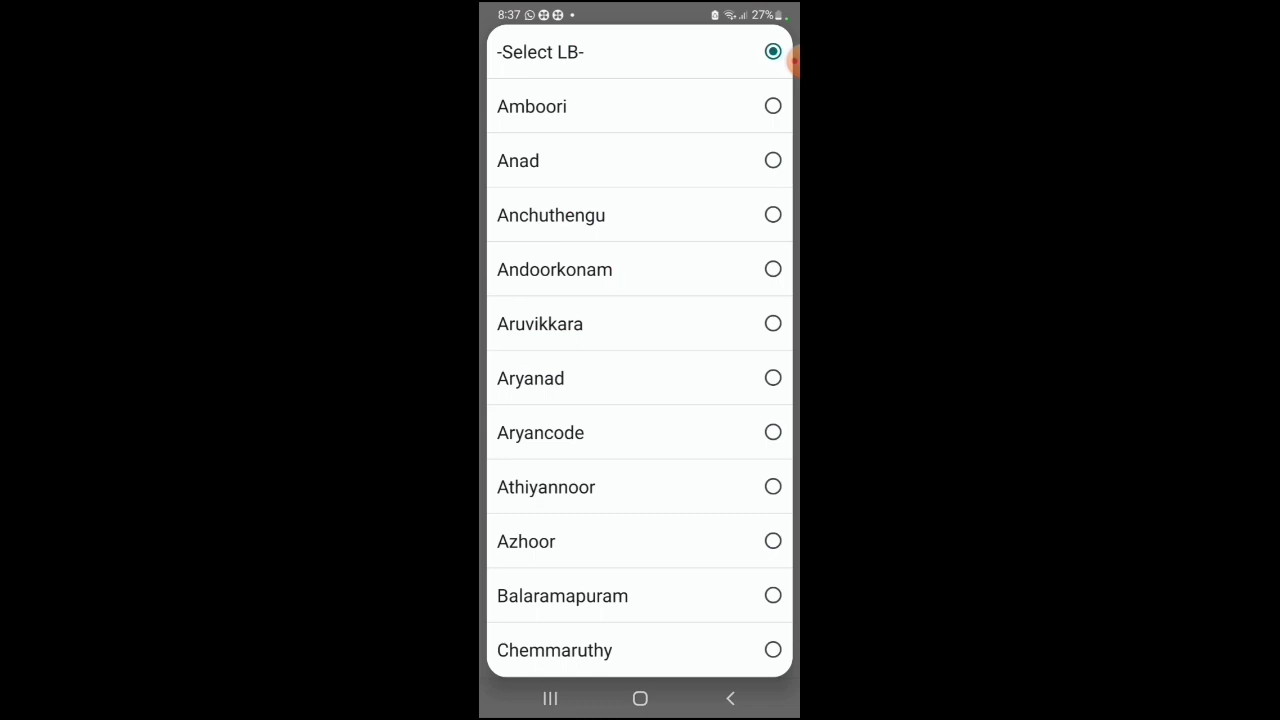 8:37 27%
-Select LB-
Amboori
Anad
Anchuthengu
Andoorkonam
Aruvikkara
Aryanad
Aryancode
Athiyannoor
Azhoor
Balaramapuram
Chemmaruthy